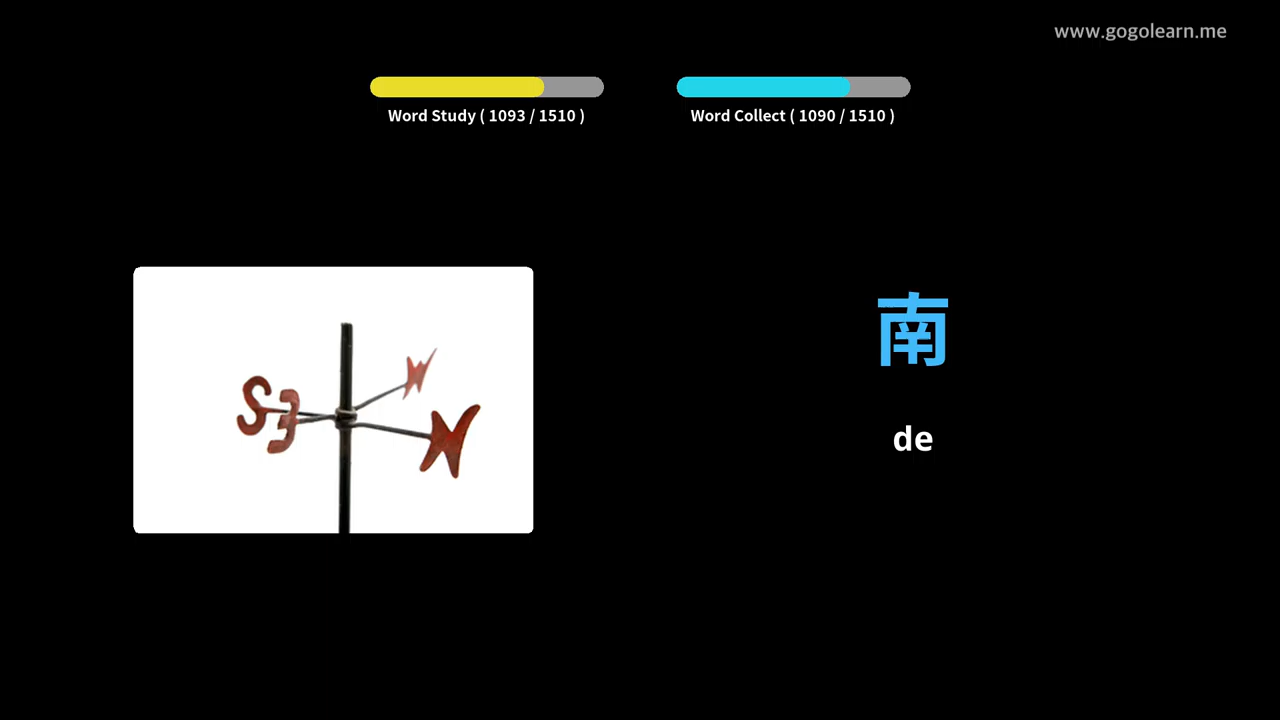 www.gogolearn.me
Word Study ( 1093 / 1510 )
Word Collect ( 1090 / 1510 )
S E N W
南
de